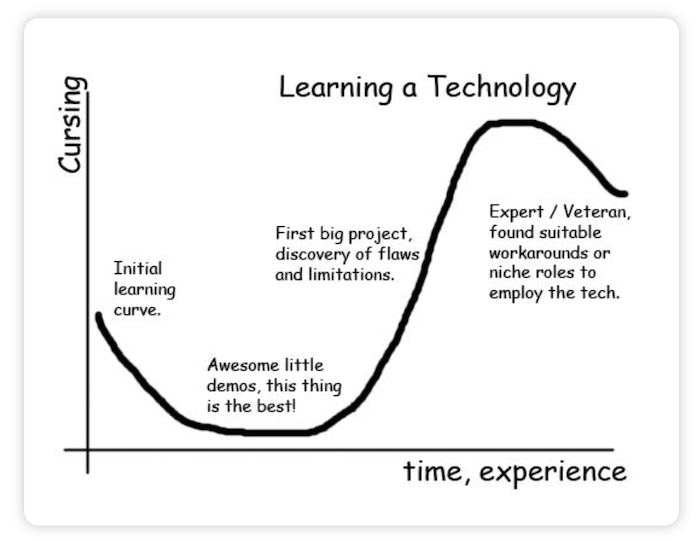 Learning a Technology
Cursing
Initial
learning
curve.
Awesome little
demos, this thing
is the best!
First big project,
discovery of flaws
and limitations.
Expert / Veteran,
found suitable
workarounds or
niche roles to
employ the tech.
time, experience